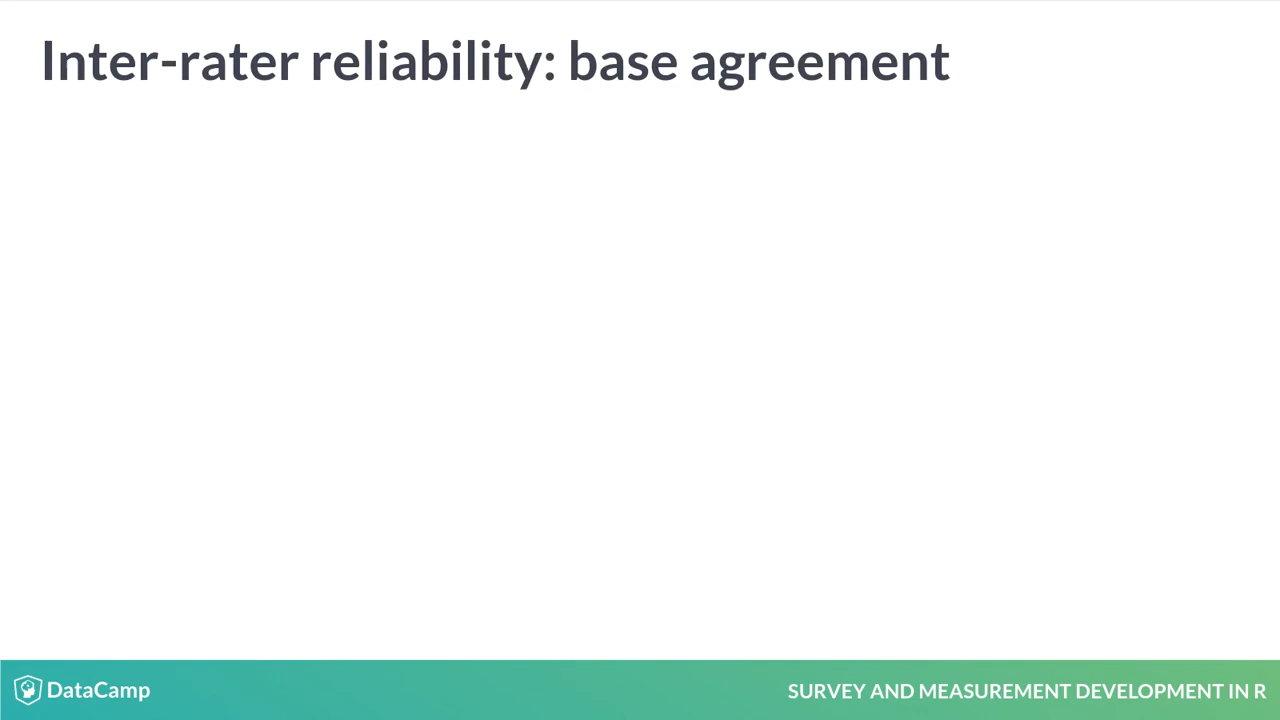 Inter-rater reliability: base agreement
DataCamp
SURVEY AND MEASUREMENT DEVELOPMENT IN R